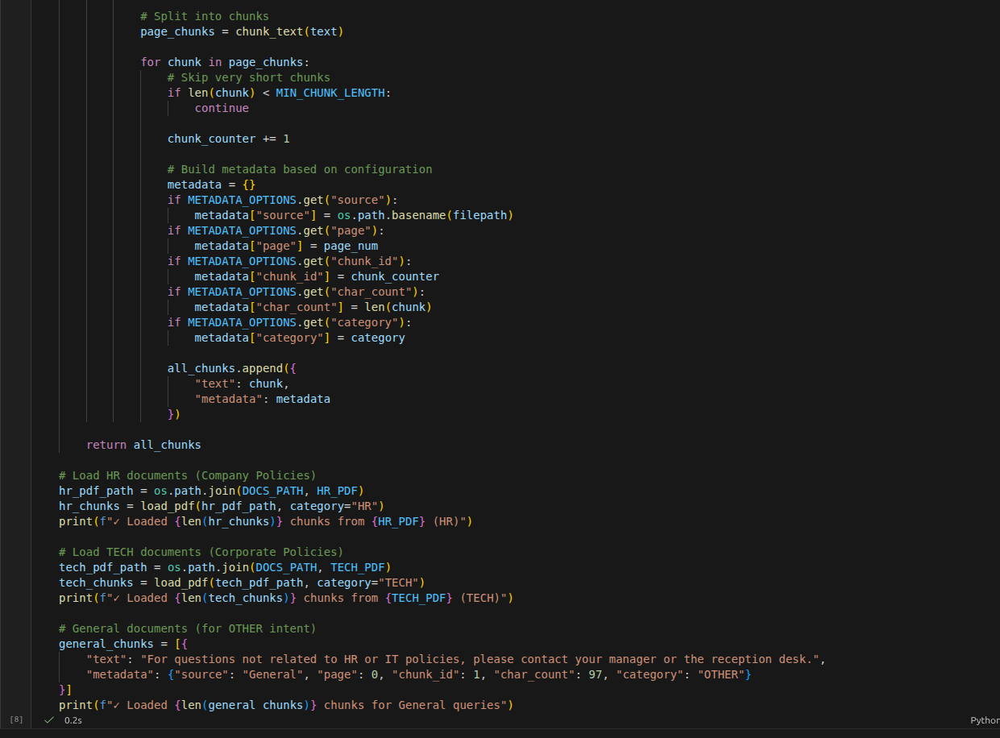 # Split into chunks
page_chunks = chunk_text(text)
for chunk in page_chunks:
# Skip very short chunks
if len(chunk) < MIN_CHUNK_LENGTH:
continue
chunk_counter += 1
# Build metadata based on configuration
metadata = {}
if METADATA_OPTIONS.get("source"):
metadata["source"] = os.path.basename(filepath)
if METADATA_OPTIONS.get("page"):
metadata["page"] = page_num
if METADATA_OPTIONS.get("chunk_id"):
metadata["chunk_id"] = chunk_counter
if METADATA_OPTIONS.get("char_count"):
metadata["char_count"] = len(chunk)
if METADATA_OPTIONS.get("category"):
metadata["category"] = category
all_chunks.append({
"text": chunk,
"metadata": metadata
})
return all_chunks
# Load HR documents (Company Policies)
hr_pdf_path = os.path.join(DOCS_PATH, HR_PDF)
hr_chunks = load_pdf(hr_pdf_path, category="HR")
print(f"✓ Loaded {len(hr_chunks)} chunks from {HR_PDF} (HR)")
# Load TECH documents (Corporate Policies)
tech_pdf_path = os.path.join(DOCS_PATH, TECH_PDF)
tech_chunks = load_pdf(tech_pdf_path, category="TECH")
print(f"✓ Loaded {len(tech_chunks)} chunks from {TECH_PDF} (TECH)")
# General documents (for OTHER intent)
general_chunks = [{
"text": "For questions not related to HR or IT policies, please contact your manager or the reception desk.",
"metadata": {"source": "General", "page": 0, "chunk_id": 1, "char_count": 97, "category": "OTHER"}
}]
print(f"✓ Loaded {len(general_chunks)} chunks for General queries")
[8] ✓ 0.2s Python